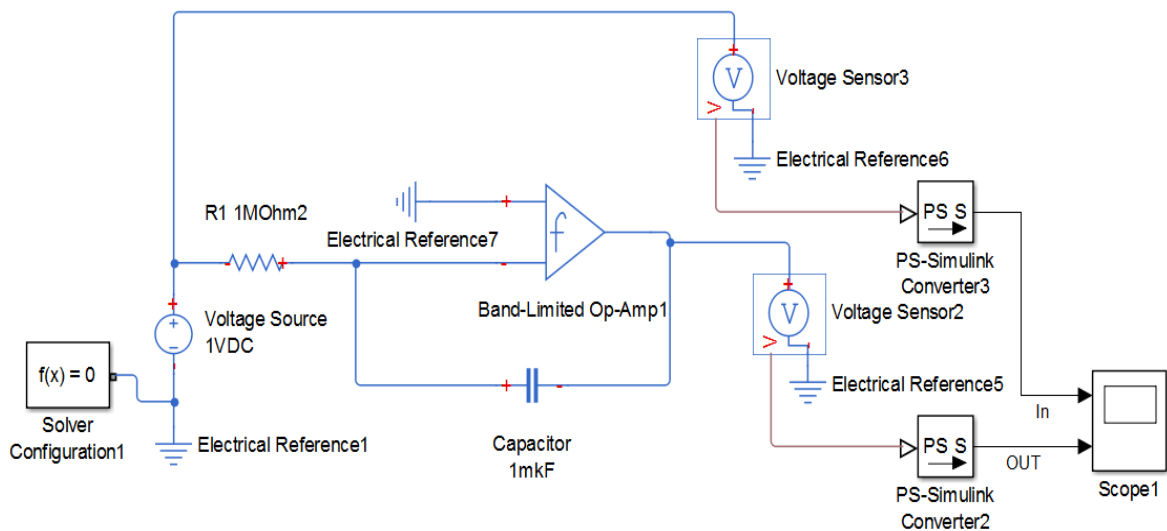 V
Voltage Sensor3
V
Electrical Reference6
R1 1MOhm2
Electrical Reference7
f
PS S
PS-Simulink
Converter3
Voltage Source
1VDC
Band-Limited Op-Amp1
V
Voltage Sensor2
V
f(x) = 0
Solver
Configuration1
Electrical Reference1
Electrical Reference5
In
Capacitor
1mkF
PS S
OUT
PS-Simulink
Converter2
Scope1